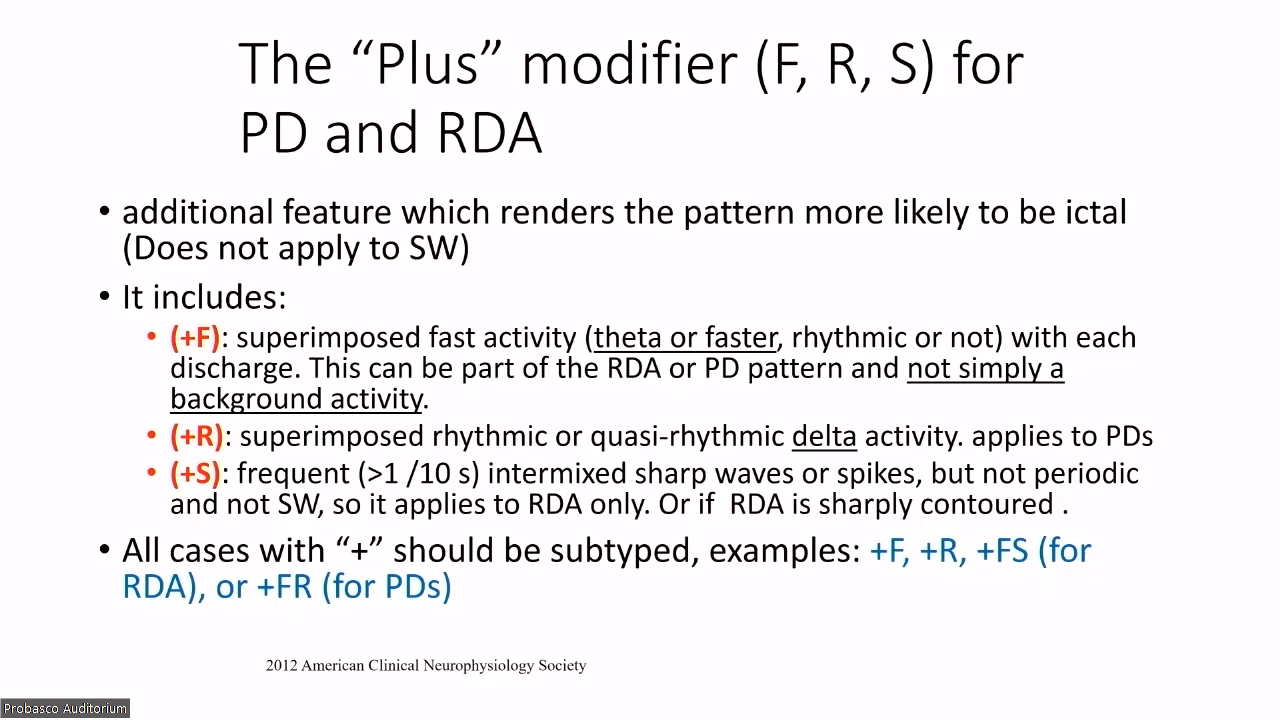 The “Plus” modifier (F, R, S) for
PD and RDA
• additional feature which renders the pattern more likely to be ictal
(Does not apply to SW)
• It includes:
• (+F): superimposed fast activity (theta or faster, rhythmic or not) with each
discharge. This can be part of the RDA or PD pattern and not simply a
background activity.
• (+R): superimposed rhythmic or quasi-rhythmic delta activity. applies to PDs
• (+S): frequent (>1 /10 s) intermixed sharp waves or spikes, but not periodic
and not SW, so it applies to RDA only. Or if RDA is sharply contoured .
• All cases with “+” should be subtyped, examples: +F, +R, +FS (for
RDA), or +FR (for PDs)
2012 American Clinical Neurophysiology Society
Probasco Auditorium